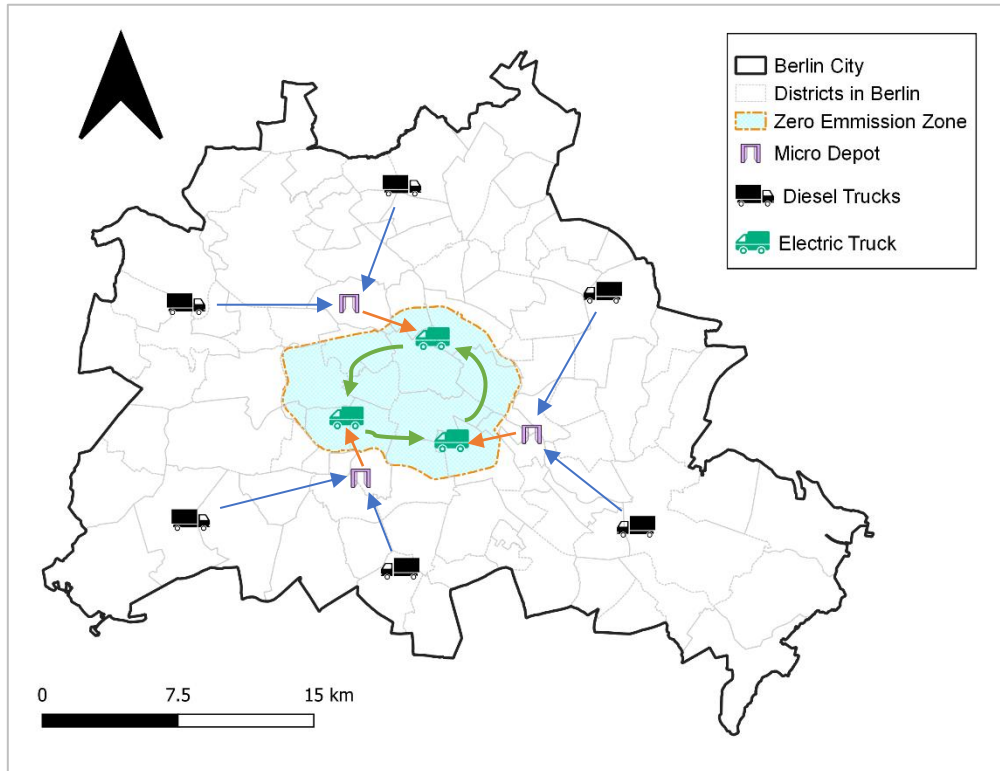 Berlin City
Districts in Berlin
Zero Emmission Zone
Micro Depot
Diesel Trucks
Electric Truck
0 7.5 15 km